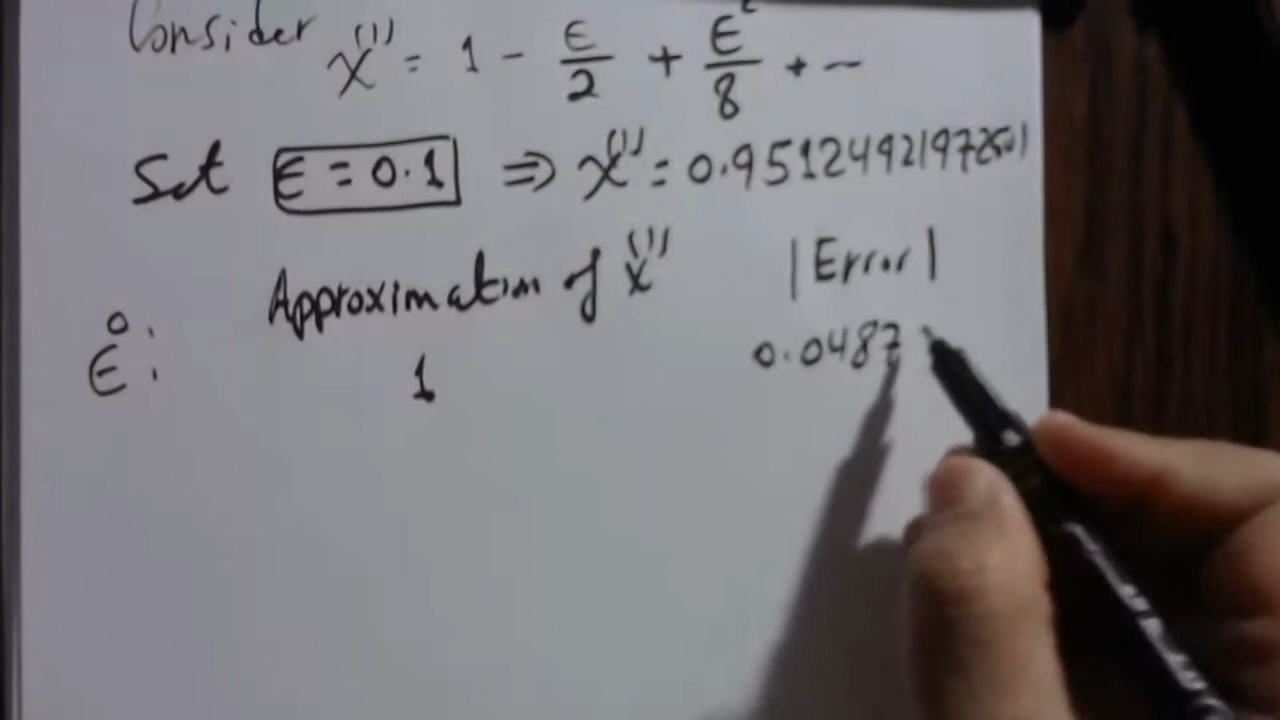 Consider x⁽¹⁾ = 1 - ϵ/2 + ϵ²/8 + ...
Set ϵ = 0.1 ⇒ x⁽¹⁾ = 0.9512492197250
Approximation of x⁽¹⁾ |Error|
ϵ⁰: 1 0.0487